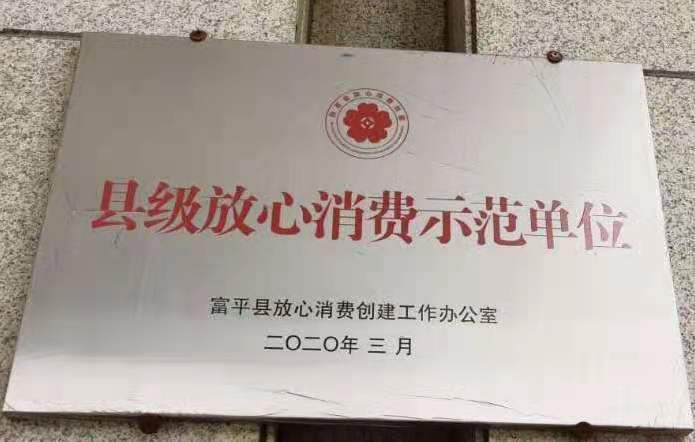 县级放心消费示范单位
富平县放心消费创建工作办公室
二〇二〇年 三 月